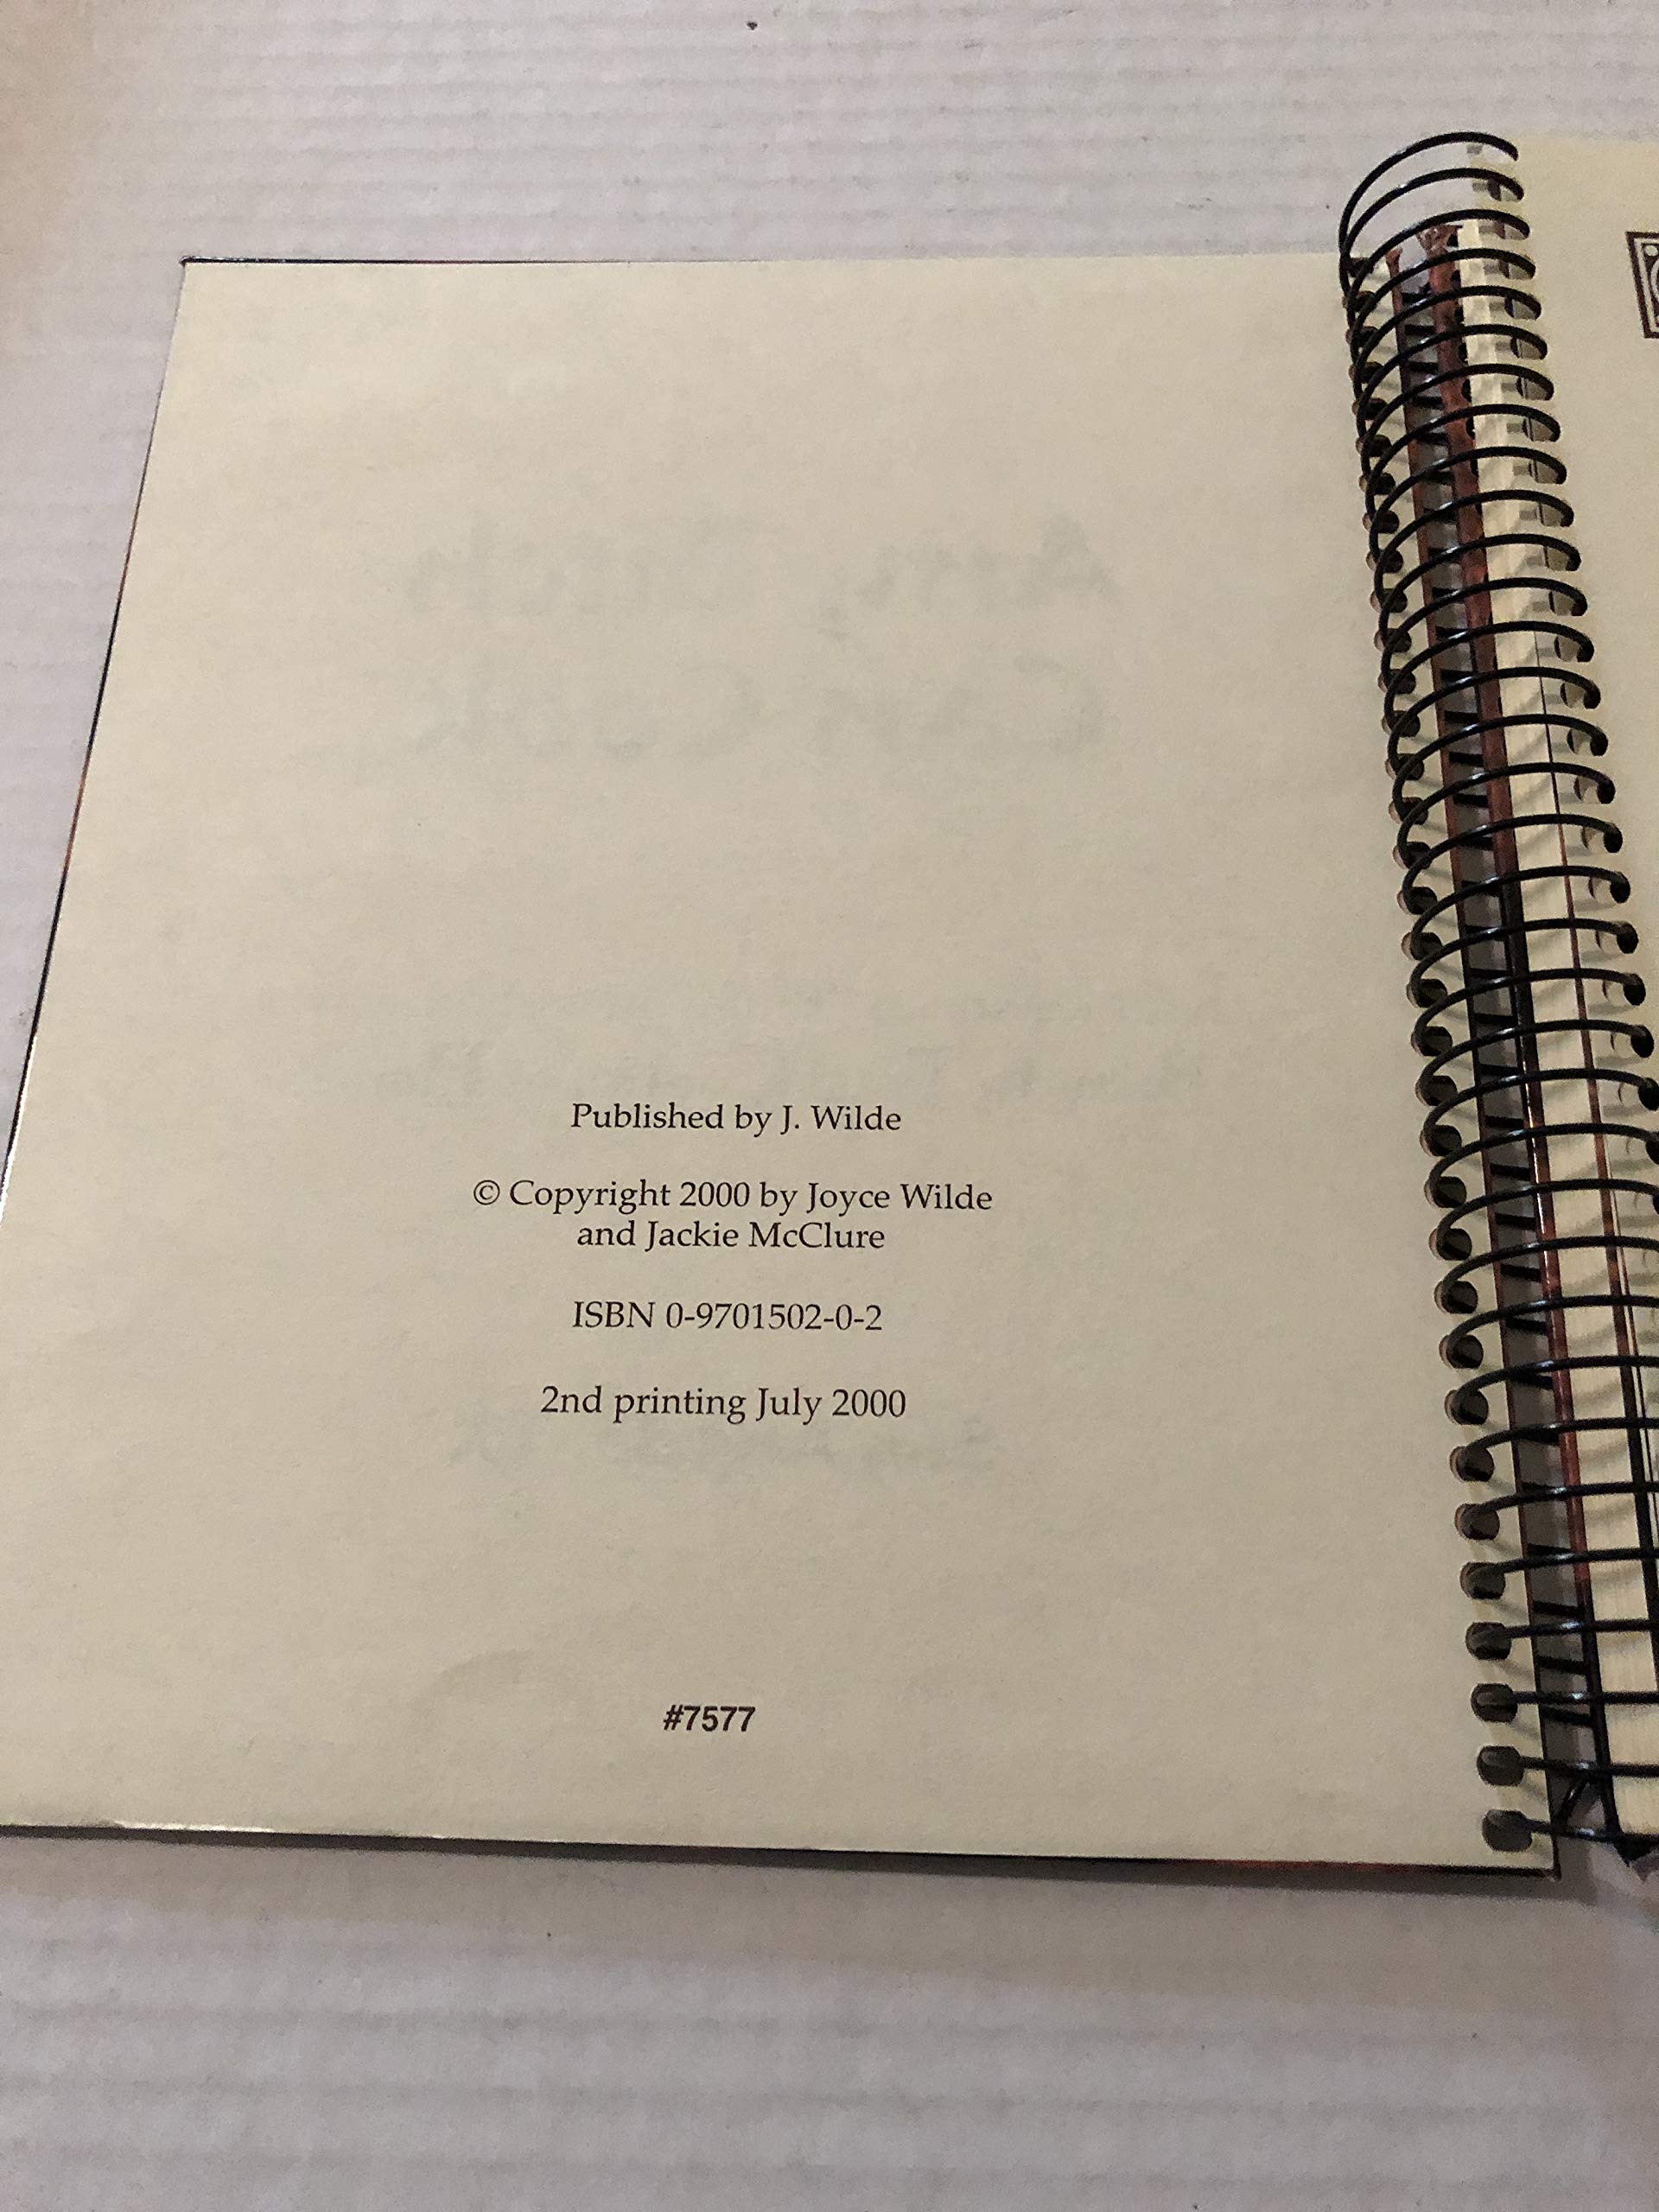 Published by J. Wilde
© Copyright 2000 by Joyce Wilde
and Jackie McClure
ISBN 0-9701502-0-2
2nd printing July 2000
#7577